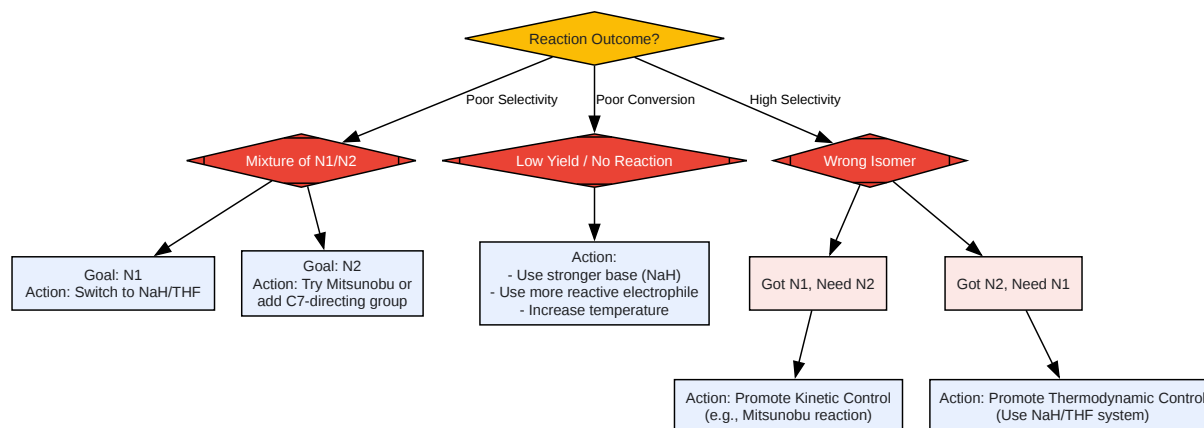 Reaction Outcome?
Poor Selectivity
Poor Conversion
High Selectivity
Mixture of N1/N2
Low Yield / No Reaction
Wrong Isomer
Goal: N1
Action: Switch to NaH/THF
Goal: N2
Action: Try Mitsunobu or
add C7-directing group
Action:
- Use stronger base (NaH)
- Use more reactive electrophile
- Increase temperature
Got N1, Need N2
Got N2, Need N1
Action: Promote Kinetic Control
(e.g., Mitsunobu reaction)
Action: Promote Thermodynamic Control
(Use NaH/THF system)